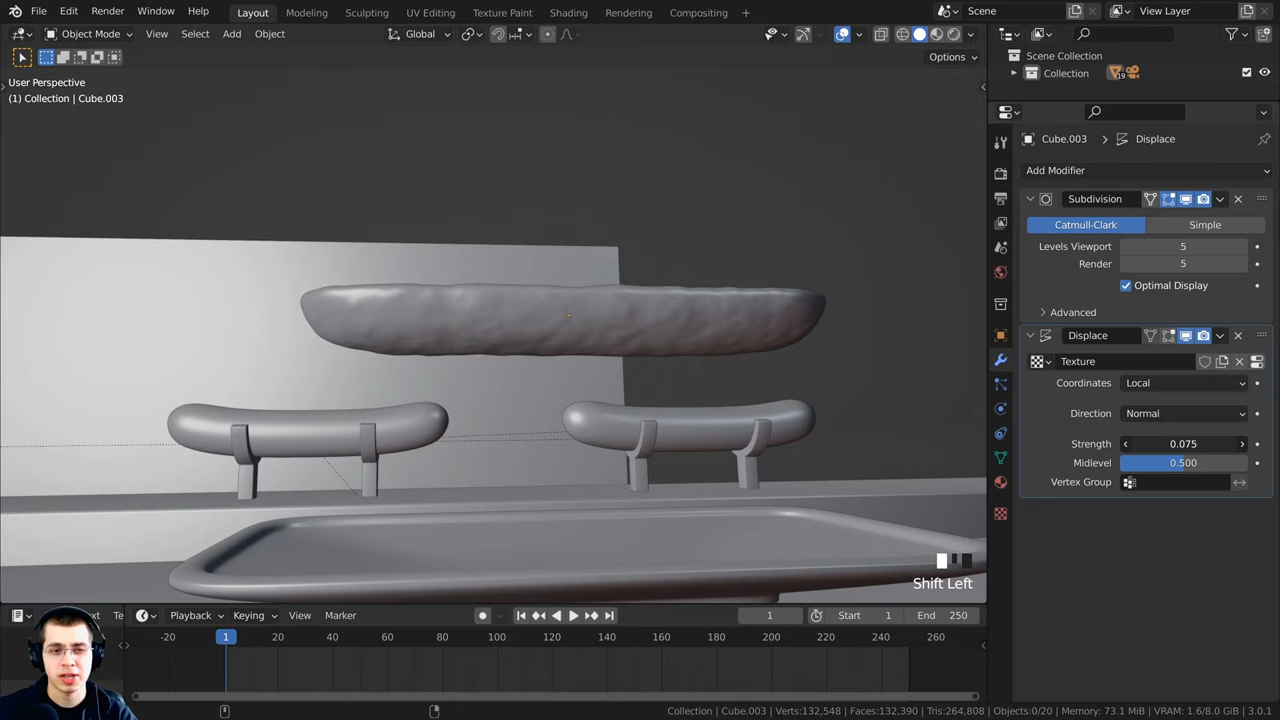 File Edit Render Window Help Layout Modeling Sculpting UV Editing Texture Paint Shading Rendering Animation Compositing Scene View Layer
Object Mode View Select Add Object Global
Options
User Perspective
(1) Collection | Cube.003
Scene Collection
Collection 19
Cube.003 Displace
Add Modifier
Subdivision
Catmull-Clark Simple
Levels Viewport 5
Render 5
Optimal Display
Advanced
Displace
Texture
Coordinates Local
Direction Normal
Strength 0.075
Midlevel 0.500
Vertex Group
Shift Left
Playback Keying View Marker 1 Start 1 End 250
-20 1 20 40 60 80 100 120 140 160 180 200 220 240 260
Collection | Cube.003 | Verts:132,548 | Faces:132,390 | Tris:264,808 | Objects:0/20 | Memory: 73.1 MiB | VRAM: 1.6/8.0 GiB | 3.0.1